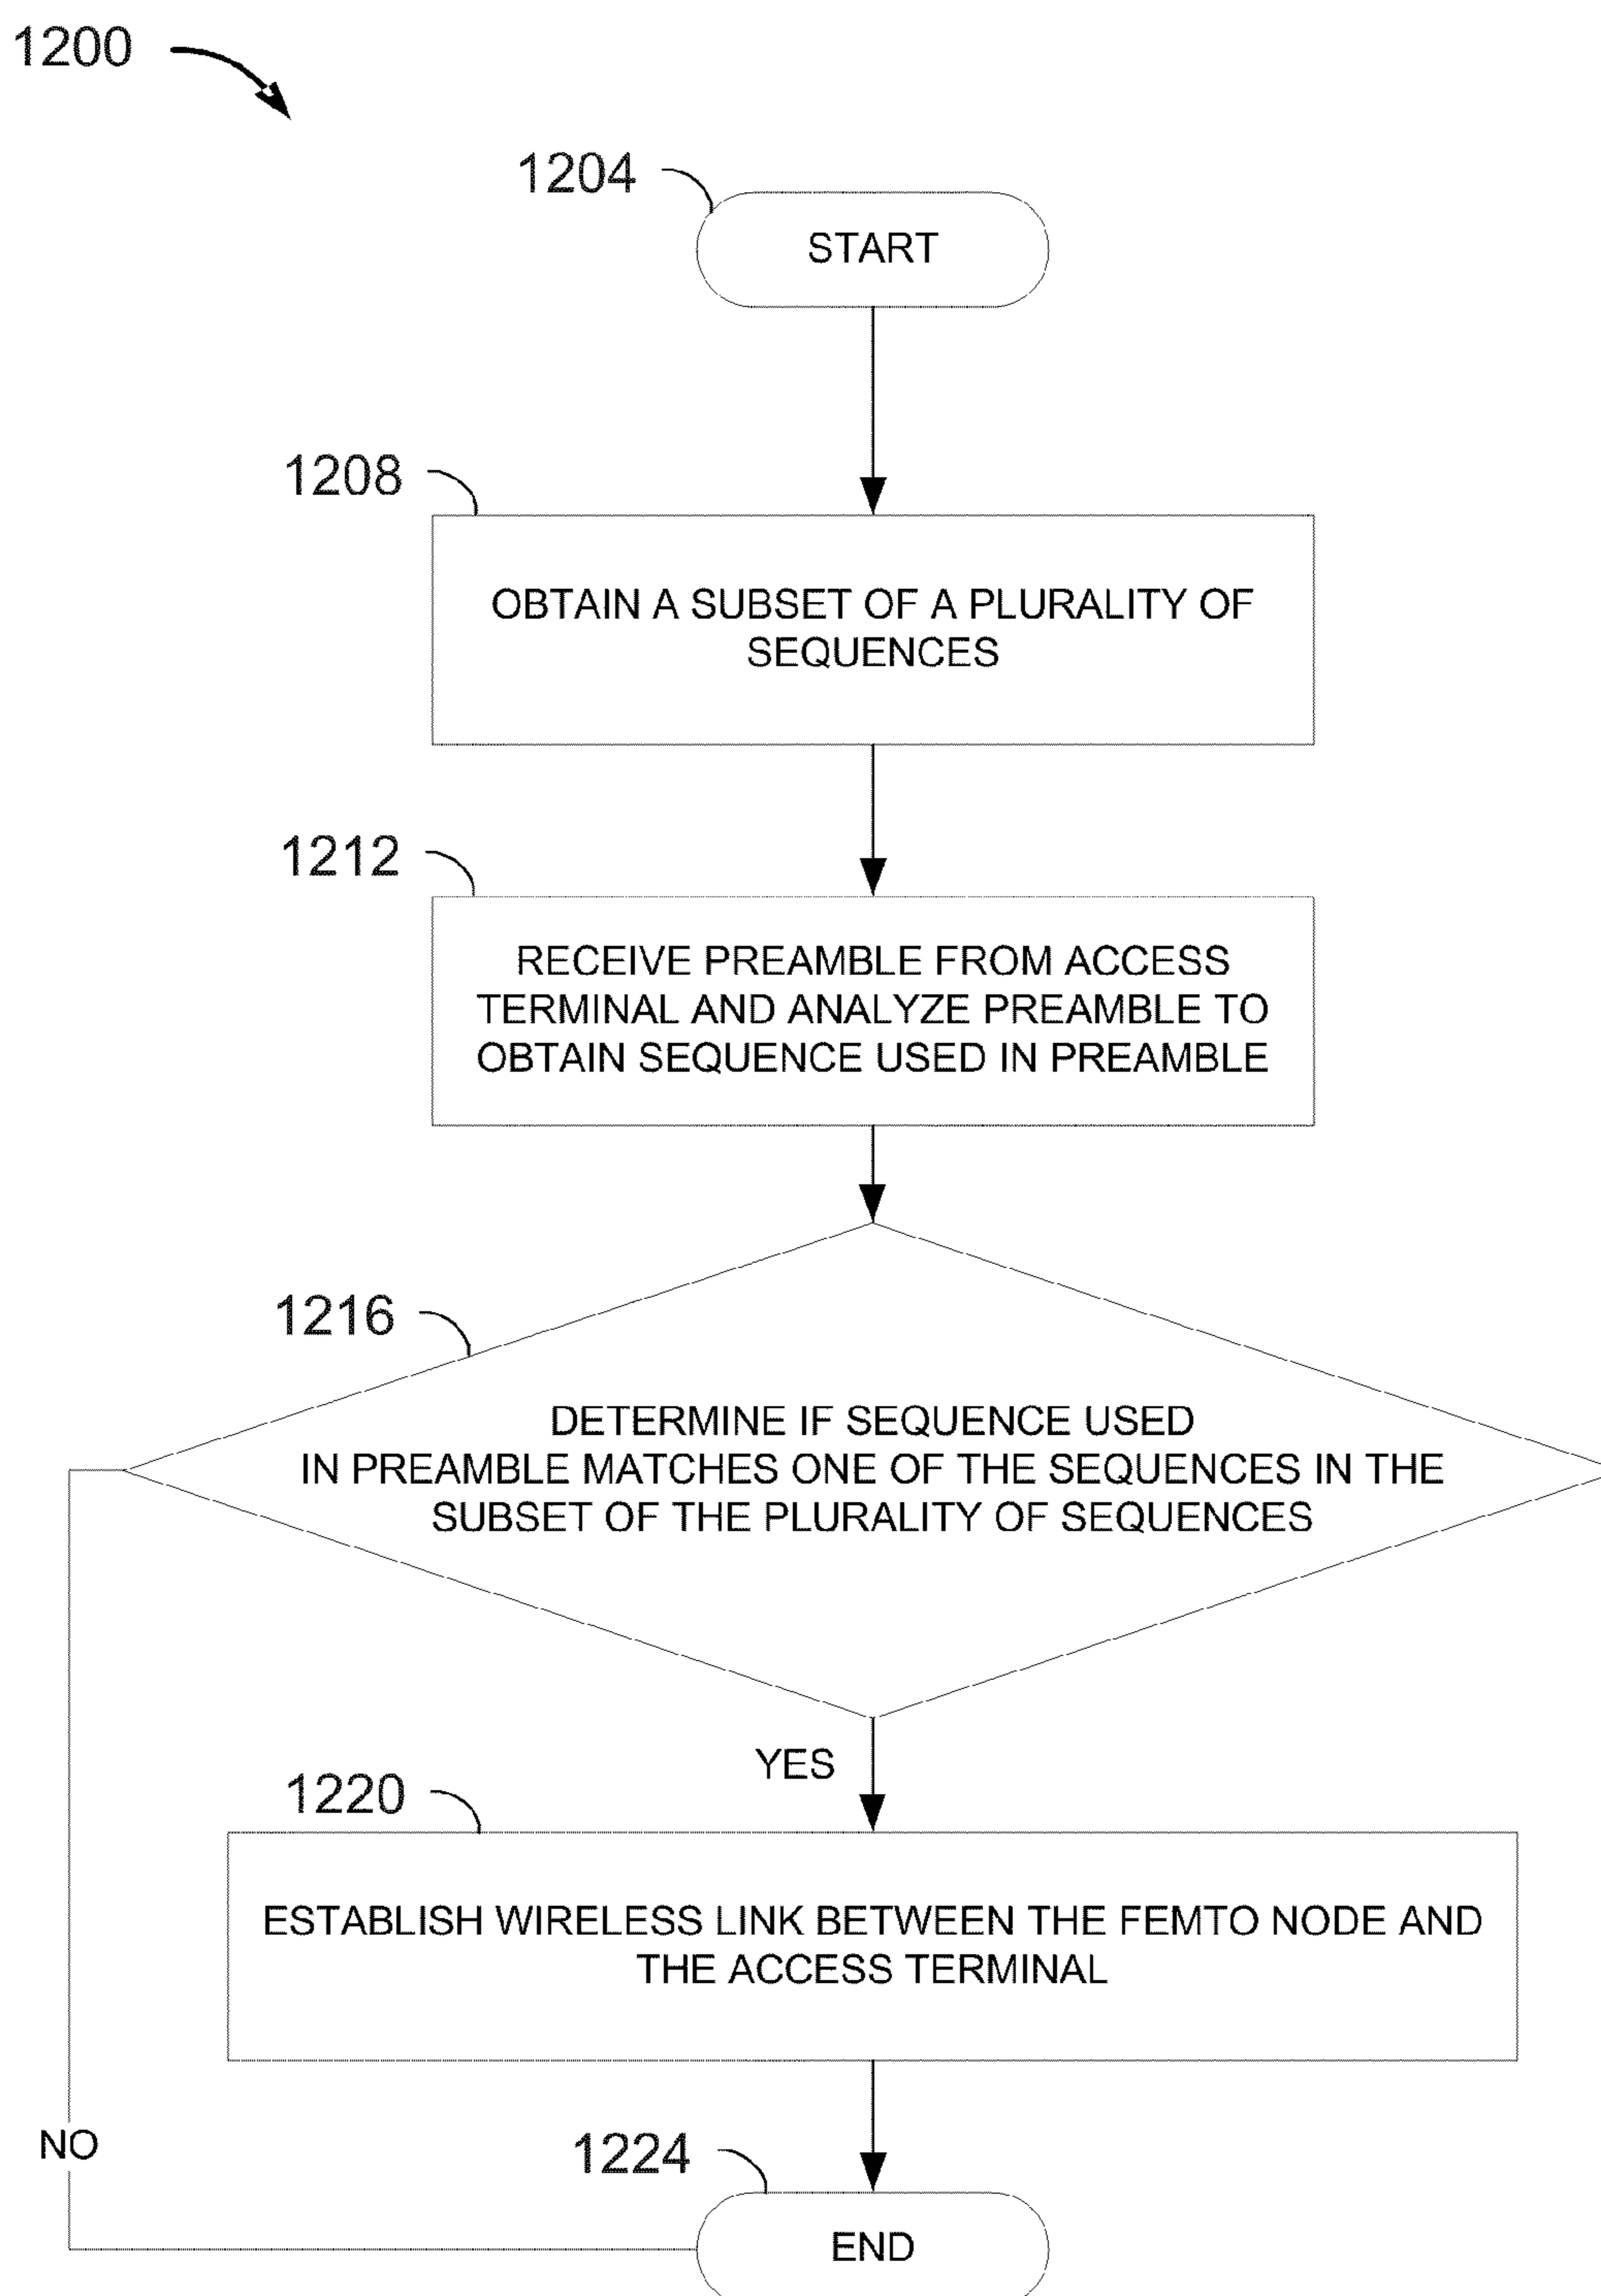 1200
1204
START
1208
OBTAIN A SUBSET OF A PLURALITY OF
SEQUENCES
1212
RECEIVE PREAMBLE FROM ACCESS
TERMINAL AND ANALYZE PREAMBLE TO
OBTAIN SEQUENCE USED IN PREAMBLE
1216
DETERMINE IF SEQUENCE USED
IN PREAMBLE MATCHES ONE OF THE SEQUENCES IN THE
SUBSET OF THE PLURALITY OF SEQUENCES
YES
1220
ESTABLISH WIRELESS LINK BETWEEN THE FEMTO NODE AND
THE ACCESS TERMINAL
NO
1224
END